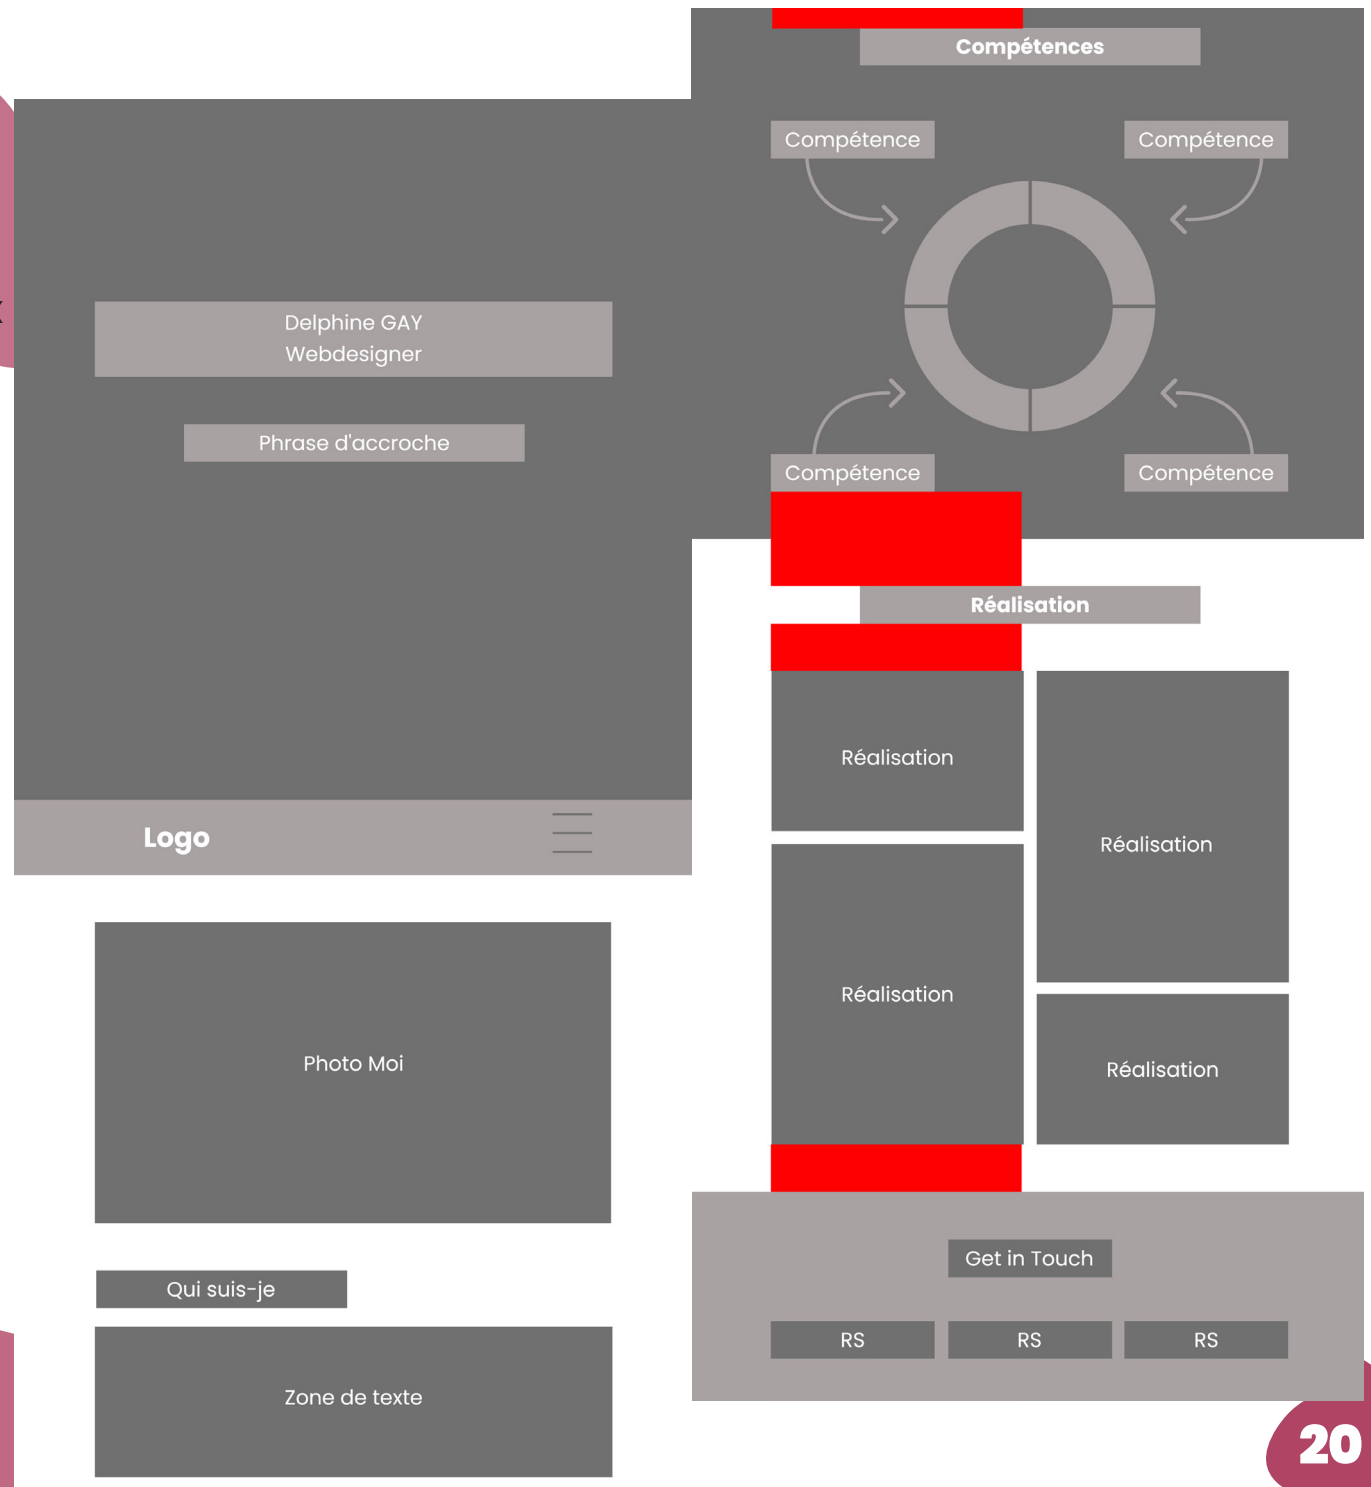 Delphine GAY
Webdesigner
Phrase d'accroche
Logo
Photo Moi
Qui suis-je
Zone de texte
Compétences
Compétence
Compétence
Compétence
Compétence
Réalisation
Réalisation
Réalisation
Réalisation
Réalisation
Get in Touch
RS
RS
RS
20